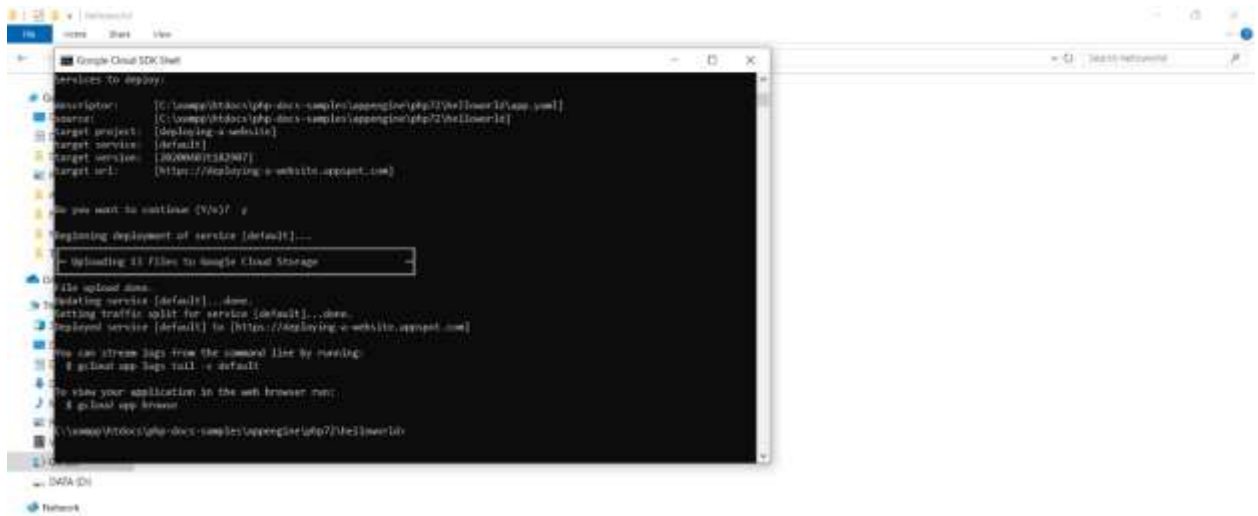 helloworld
File Home Share View
Search helloworld
Google Cloud SDK Shell
Services to deploy:
descriptor: [C:\xampp\htdocs\php-docs-samples\appengine\php72\helloworld\app.yaml]
source: [C:\xampp\htdocs\php-docs-samples\appengine\php72\helloworld]
target project: [deploying-a-website]
target service: [default]
target version:
target url: [https://deploying-a-website.appspot.com]
Do you want to continue (Y/n)? y
Beginning deployment of service [default]...
Uploading files to Google Cloud Storage
File upload done.
Updating service [default]...done.
Setting traffic split for service [default]...done.
Deployed service [default] to [https://deploying-a-website.appspot.com]
You can stream logs from the command line by running:
$ gcloud app logs tail -s default
To view your application in the web browser run:
$ gcloud app browse
C:\xampp\htdocs\php-docs-samples\appengine\php72\helloworld>
DATA (D:)
Network